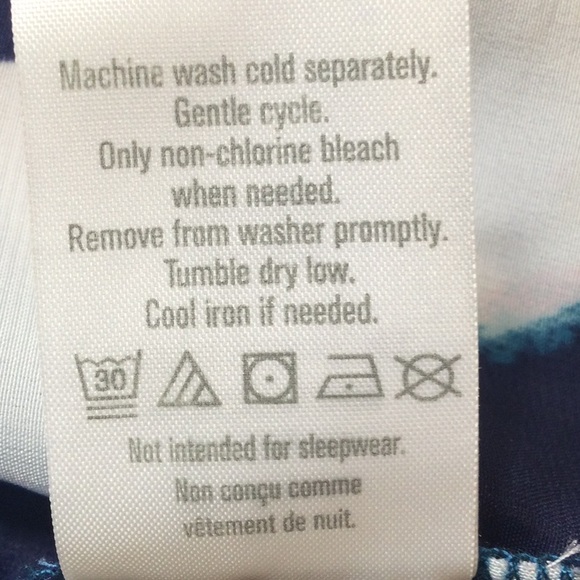 Machine wash cold separately.
Gentle cycle.
Only non-chlorine bleach
when needed.
Remove from washer promptly.
Tumble dry low.
Cool iron if needed.
30
Not intended for sleepwear.
Non conçu comme
vêtement de nuit.